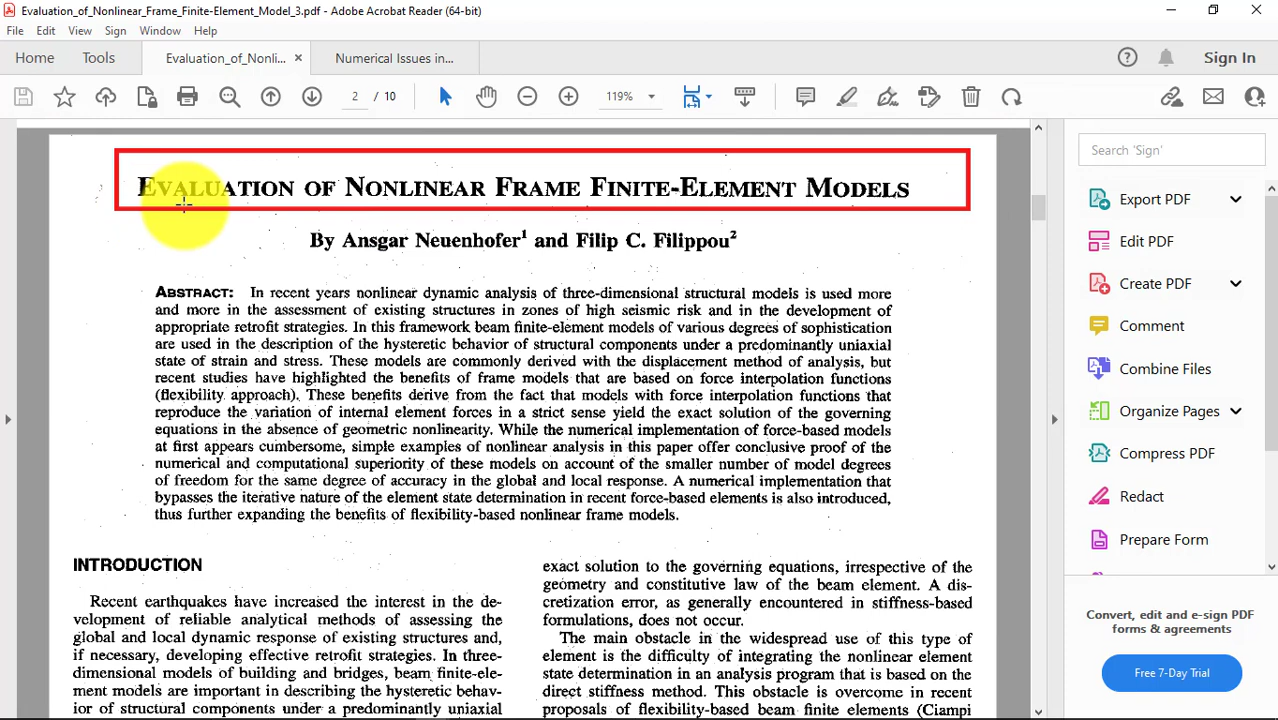 Evaluation_of_Nonlinear_Frame_Finite-Element_Model_3.pdf - Adobe Acrobat Reader (64-bit)
File Edit View Sign Window Help
Home Tools Evaluation_of_Nonli... × Numerical Issues in... Sign In
2 / 10 119%
EVALUATION OF NONLINEAR FRAME FINITE-ELEMENT MODELS
By Ansgar Neuenhofer¹ and Filip C. Filippou²
ABSTRACT: In recent years nonlinear dynamic analysis of three-dimensional structural models is used more
and more in the assessment of existing structures in zones of high seismic risk and in the development of
appropriate retrofit strategies. In this framework beam finite-element models of various degrees of sophistication
are used in the description of the hysteretic behavior of structural components under a predominantly uniaxial
state of strain and stress. These models are commonly derived with the displacement method of analysis, but
recent studies have highlighted the benefits of frame models that are based on force interpolation functions
(flexibility approach). These benefits derive from the fact that models with force interpolation functions that
reproduce the variation of internal element forces in a strict sense yield the exact solution of the governing
equations in the absence of geometric nonlinearity. While the numerical implementation of force-based models
at first appears cumbersome, simple examples of nonlinear analysis in this paper offer conclusive proof of the
numerical and computational superiority of these models on account of the smaller number of model degrees
of freedom for the same degree of accuracy in the global and local response. A numerical implementation that
bypasses the iterative nature of the element state determination in recent force-based elements is also introduced,
thus further expanding the benefits of flexibility-based nonlinear frame models.
INTRODUCTION
Recent earthquakes have increased the interest in the de-
velopment of reliable analytical methods of assessing the
global and local dynamic response of existing structures and,
if necessary, developing effective retrofit strategies. In three-
dimensional models of building and bridges, beam finite-ele-
ment models are important in describing the hysteretic behav-
ior of structural components under a predominantly uniaxial
exact solution to the governing equations, irrespective of the
geometry and constitutive law of the beam element. A dis-
cretization error, as generally encountered in stiffness-based
formulations, does not occur.
The main obstacle in the widespread use of this type of
element is the difficulty of integrating the nonlinear element
state determination in an analysis program that is based on the
direct stiffness method. This obstacle is overcome in recent
proposals of flexibility-based beam finite elements (Ciampi
Search 'Sign'
Export PDF
Edit PDF
Create PDF
Comment
Combine Files
Organize Pages
Compress PDF
Redact
Prepare Form
Convert, edit and e-sign PDF
forms & agreements
Free 7-Day Trial